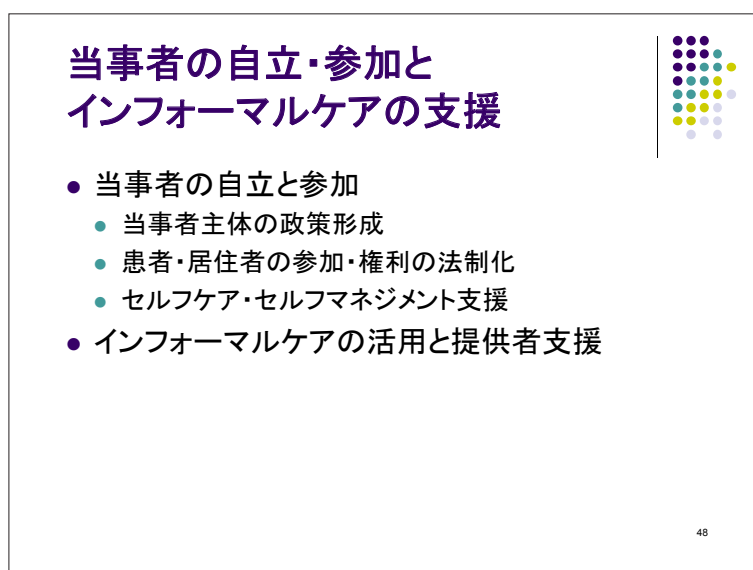 当事者の自立・参加と
インフォーマルケアの支援
● 当事者の自立と参加
● 当事者主体の政策形成
● 患者・居住者の参加・権利の法制化
● セルフケア・セルフマネジメント支援
● インフォーマルケアの活用と提供者支援
48